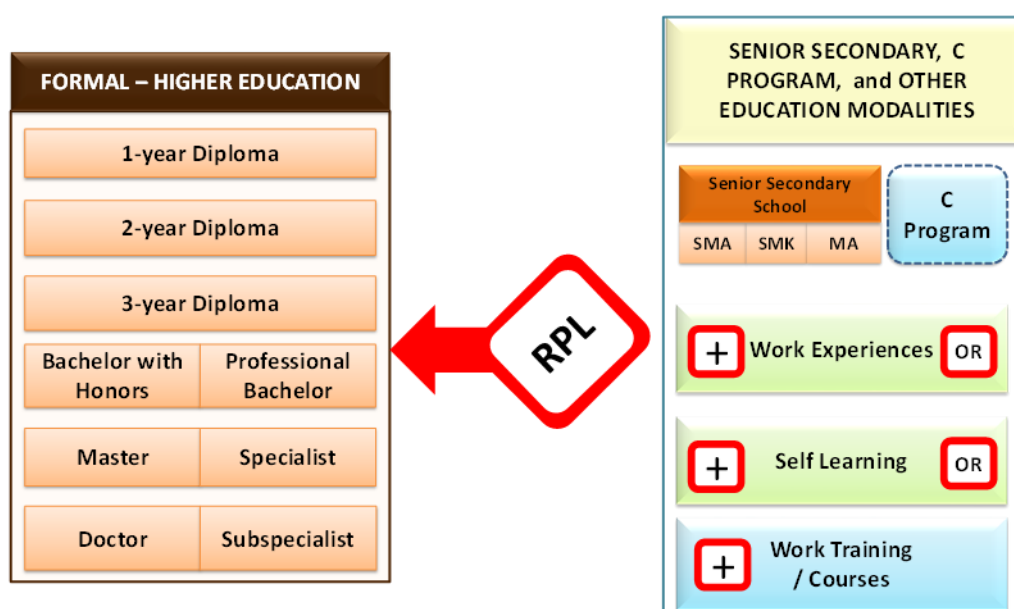 FORMAL – HIGHER EDUCATION
1-year Diploma
2-year Diploma
3-year Diploma
Bachelor with
Honors
Professional
Bachelor
Master
Specialist
Doctor
Subspecialist
RPL
SENIOR SECONDARY, C
PROGRAM, and OTHER
EDUCATION MODALITIES
Senior Secondary
School
SMA
SMK
MA
C
Program
+ Work Experiences OR
+ Self Learning OR
+ Work Training
/ Courses